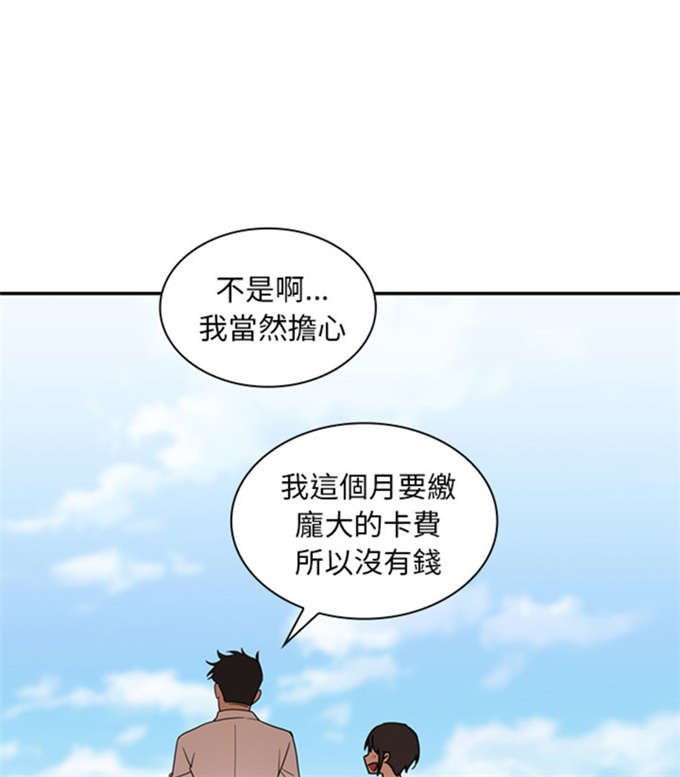 不是啊...
我當然擔心
我這個月要繳
龐大的卡費
所以沒有錢